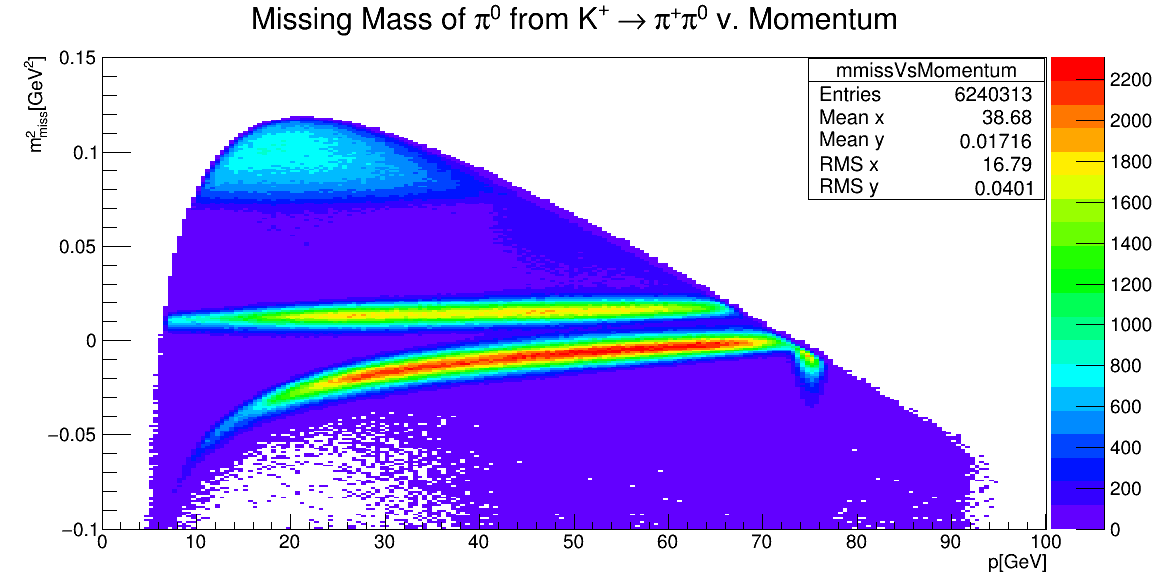 Missing Mass of π⁰ from K⁺ → π⁺π⁰ v. Momentum
m²miss[GeV²]
0.15
0.1
0.05
0
−0.05
−0.1
0 10 20 30 40 50 60 70 80 90 100
p[GeV]
mmissVsMomentum
Entries 6240313
Mean x 38.68
Mean y 0.01716
RMS x 16.79
RMS y 0.0401
2200
2000
1800
1600
1400
1200
1000
800
600
400
200
0